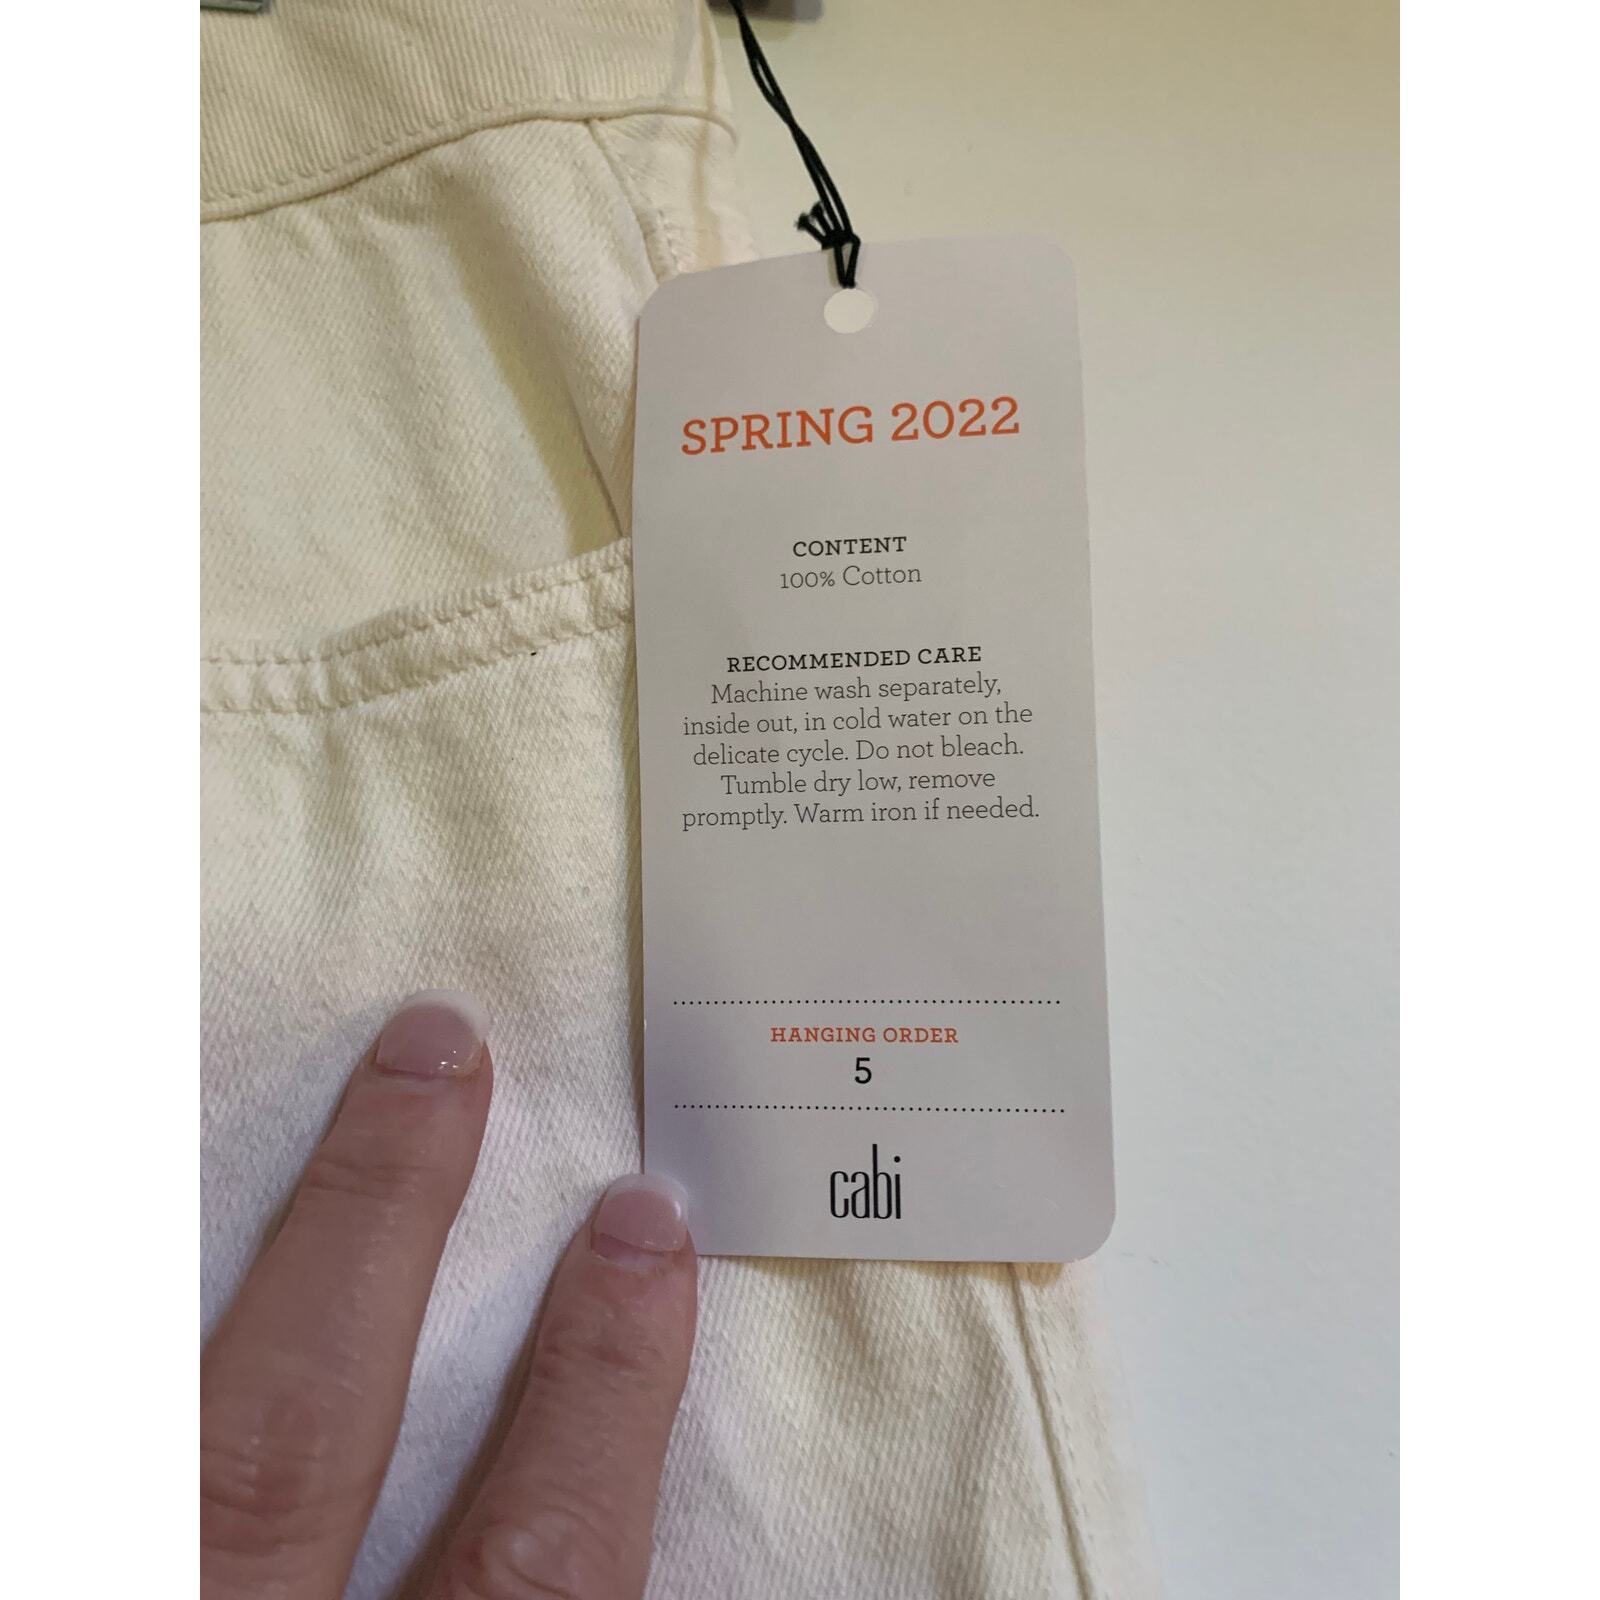 SPRING 2022
CONTENT
100% Cotton
RECOMMENDED CARE
Machine wash separately,
inside out, in cold water on the
delicate cycle. Do not bleach.
Tumble dry low, remove
promptly. Warm iron if needed.
HANGING ORDER
5
cabi